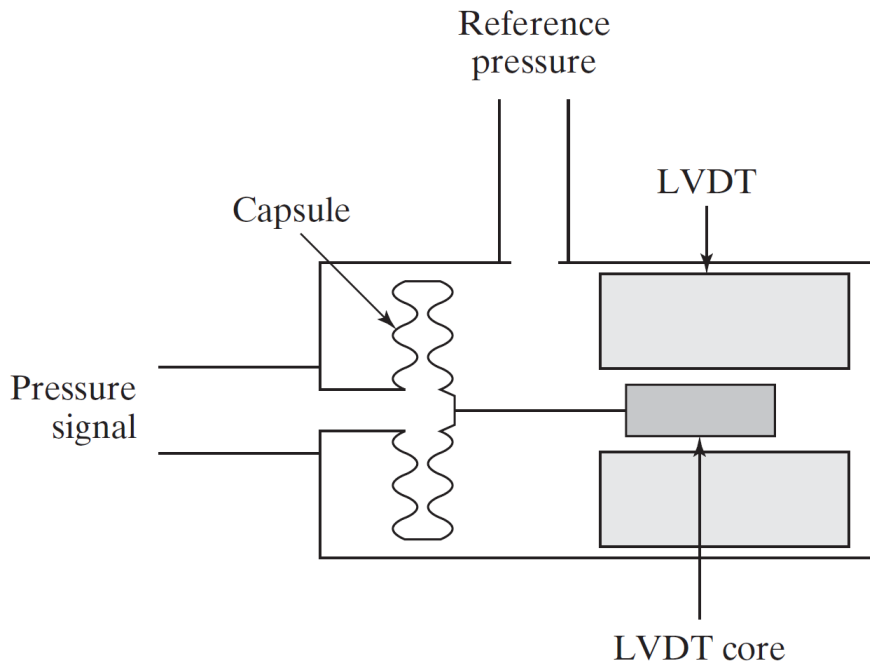 Reference
pressure
LVDT
Capsule
Pressure
signal
LVDT core